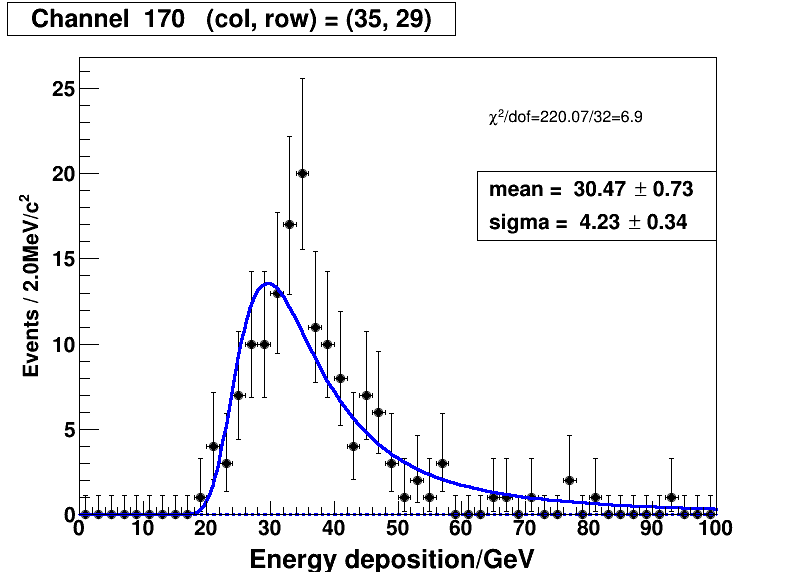 Channel 170 (col, row) = (35, 29)
χ²/dof=220.07/32=6.9
mean = 30.47 ± 0.73
sigma = 4.23 ± 0.34
Events / 2.0MeV/c²
25
20
15
10
5
0
0 10 20 30 40 50 60 70 80 90 100
Energy deposition/GeV